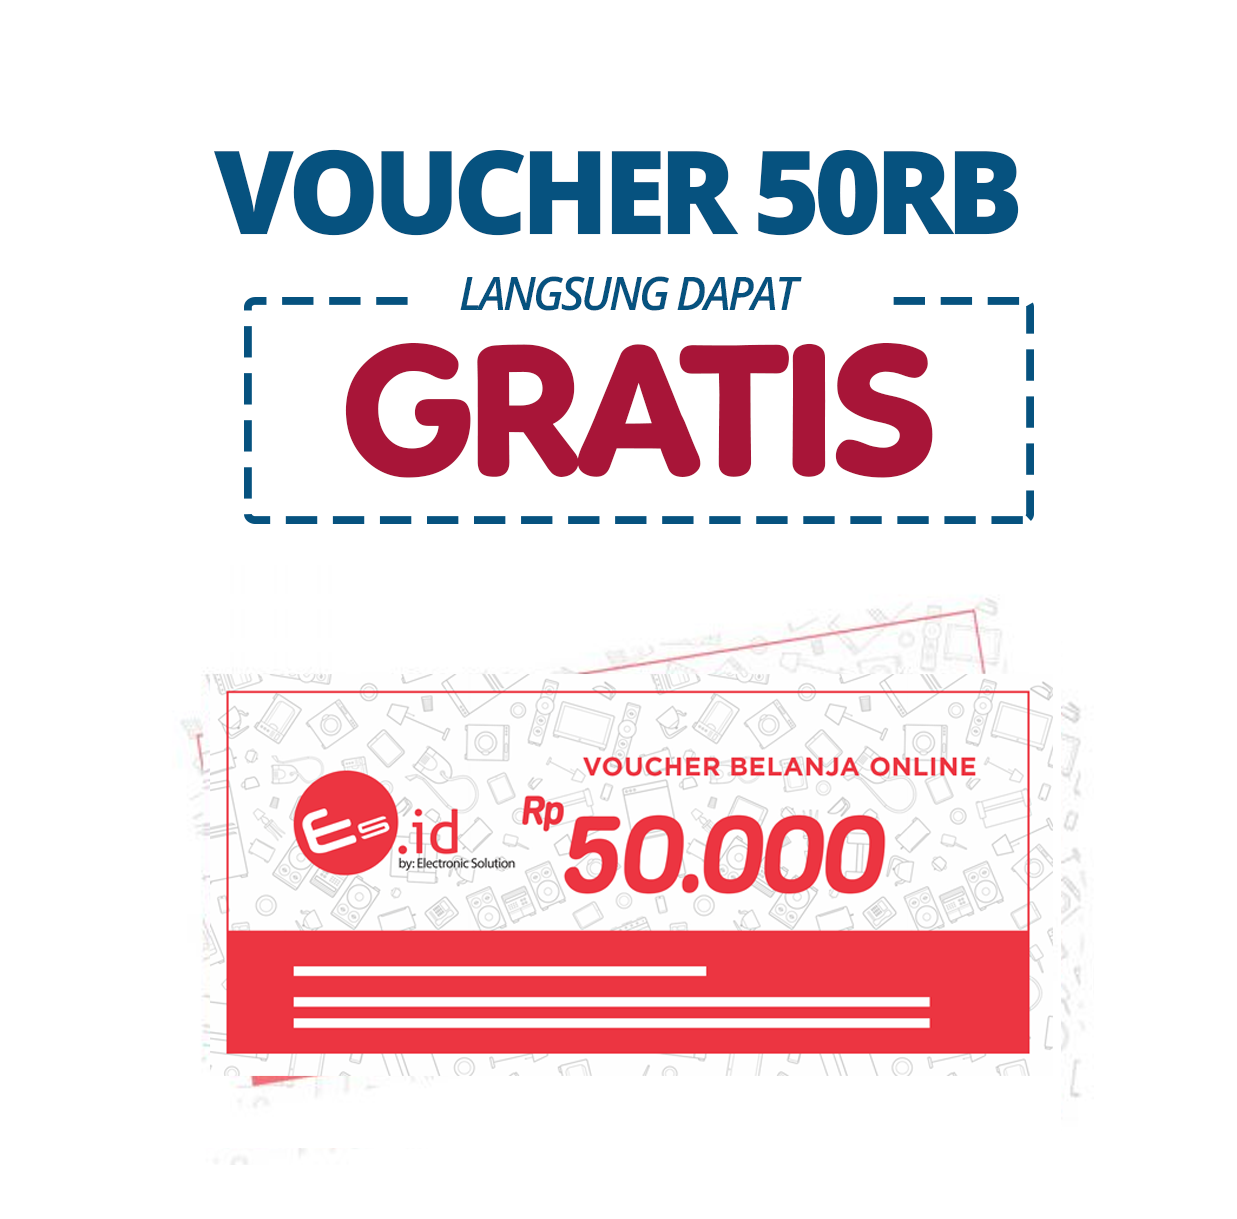 VOUCHER 50RB
LANGSUNG DAPAT
GRATIS
VOUCHER BELANJA ONLINE
Es.id
by: Electronic Solution
Rp 50.000